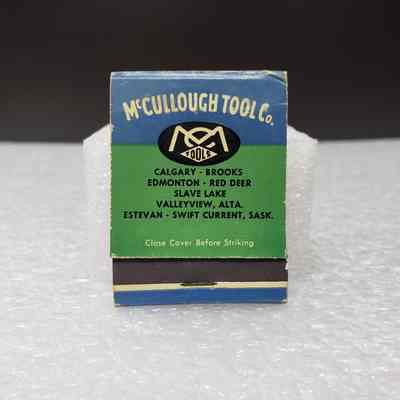 McCULLOUGH TOOL Co.
MC
TOOLS
CALGARY - BROOKS
EDMONTON - RED DEER
SLAVE LAKE
VALLEYVIEW, ALTA.
ESTEVAN - SWIFT CURRENT, SASK.
Close Cover Before Striking